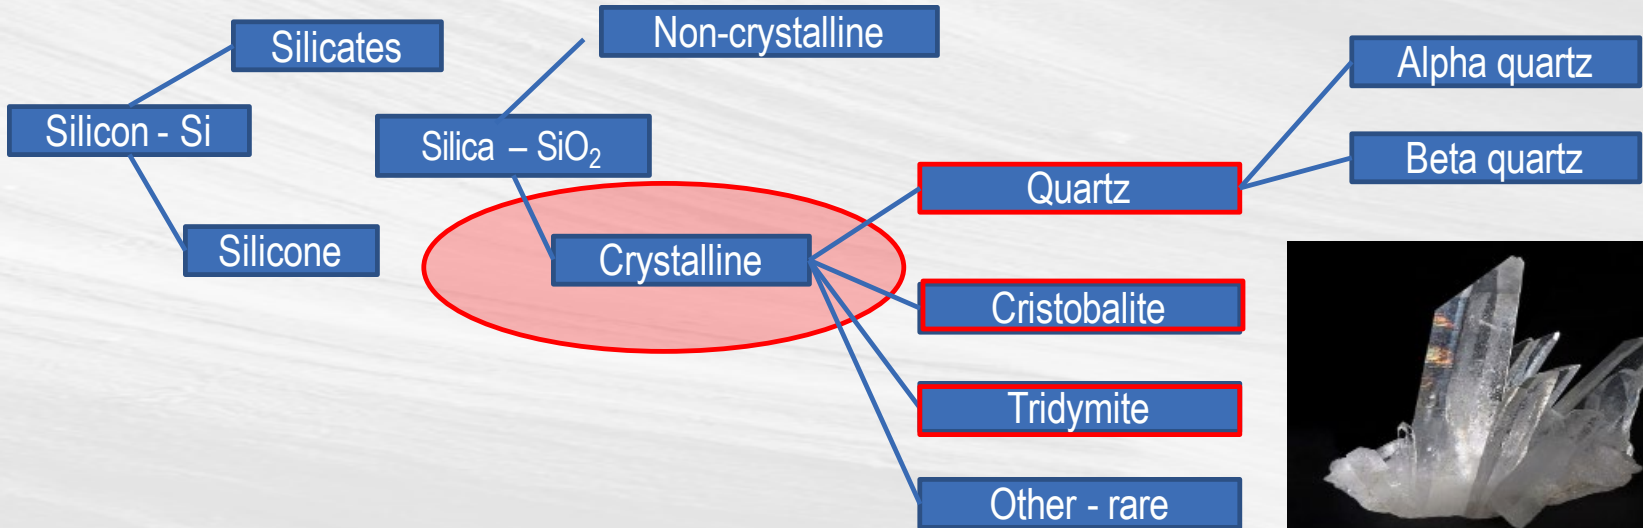 Silicates
Non-crystalline
Alpha quartz
Silicon - Si
Silica – SiO₂
Beta quartz
Quartz
Silicone
Crystalline
Cristobalite
Tridymite
Other - rare